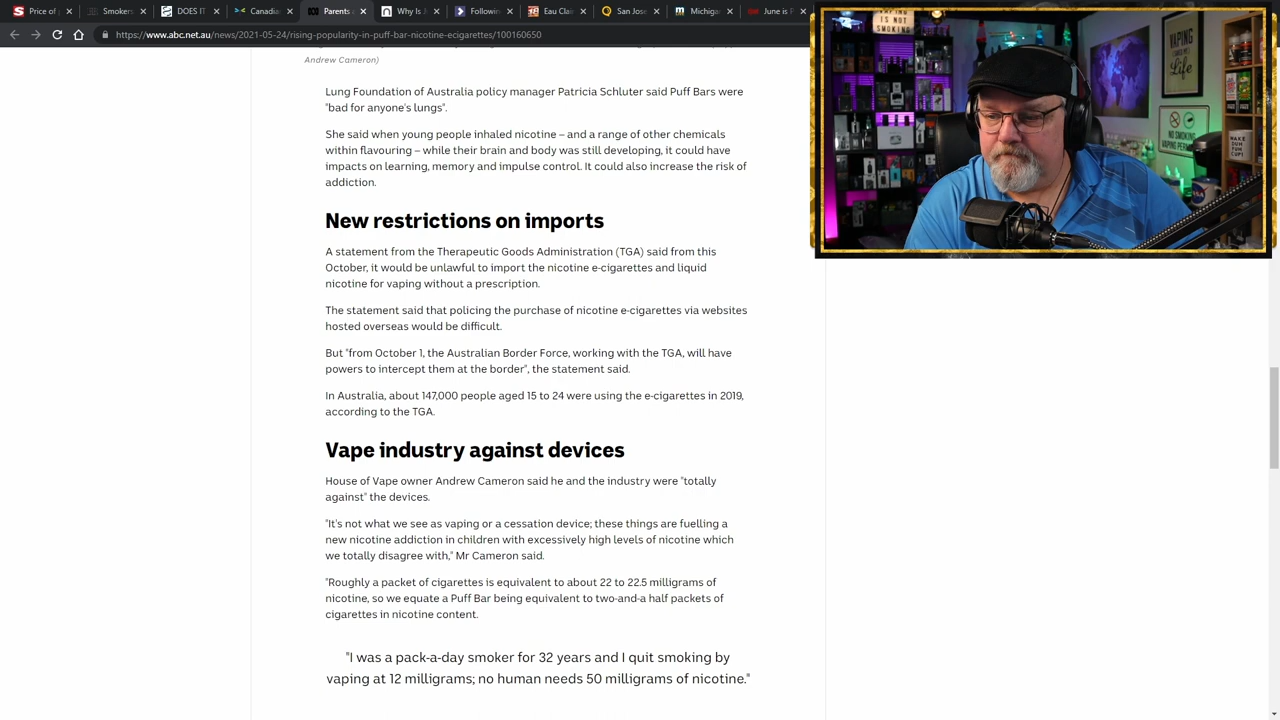 Price of
Smokers
DOES IT
Canadia
Parents
Why Is J
Followin
Eau Clai
San Jose
Michiga
June is F
/2021-05-24/rising-popularity-in-puff-bar-nicotine-e-cigarettes/100160650
Andrew Cameron)
Lung Foundation of Australia policy manager Patricia Schluter said Puff Bars were
"bad for anyone's lungs".
She said when young people inhaled nicotine – and a range of other chemicals
within flavouring – while their brain and body was still developing, it could have
impacts on learning, memory and impulse control. It could also increase the risk of
addiction.
New restrictions on imports
A statement from the Therapeutic Goods Administration (TGA) said from this
October, it would be unlawful to import the nicotine e-cigarettes and liquid
nicotine for vaping without a prescription.
The statement said that policing the purchase of nicotine e-cigarettes via websites
hosted overseas would be difficult.
But "from October 1, the Australian Border Force, working with the TGA, will have
powers to intercept them at the border", the statement said.
In Australia, about 147,000 people aged 15 to 24 were using the e-cigarettes in 2019,
according to the TGA.
Vape industry against devices
House of Vape owner Andrew Cameron said he and the industry were "totally
against" the devices.
"It's not what we see as vaping or a cessation device; these things are fuelling a
new nicotine addiction in children with excessively high levels of nicotine which
we totally disagree with," Mr Cameron said.
"Roughly a packet of cigarettes is equivalent to about 22 to 22.5 milligrams of
nicotine, so we equate a Puff Bar being equivalent to two-and-a half packets of
cigarettes in nicotine content.
"I was a pack-a-day smoker for 32 years and I quit smoking by
vaping at 12 milligrams; no human needs 50 milligrams of nicotine."
VAPING
IS NOT
SMOKING
VAPING
Life
NO SMOKING
WAKE
DUH
FUH
CUP!
NASA